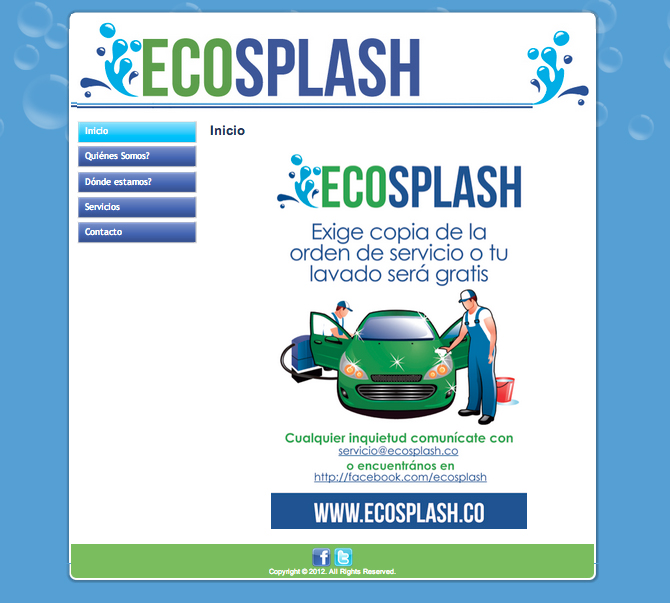 ECOSPLASH
Inicio
Quiénes Somos?
Dónde estamos?
Servicios
Contacto
Inicio
ECOSPLASH
Exige copia de la
orden de servicio o tu
lavado será gratis
Cualquier inquietud comunícate con
servicio@ecosplash.co
o encuentrános en
http://facebook.com/ecosplash
WWW.ECOSPLASH.CO
f t
Copyright © 2012. All Rights Reserved.